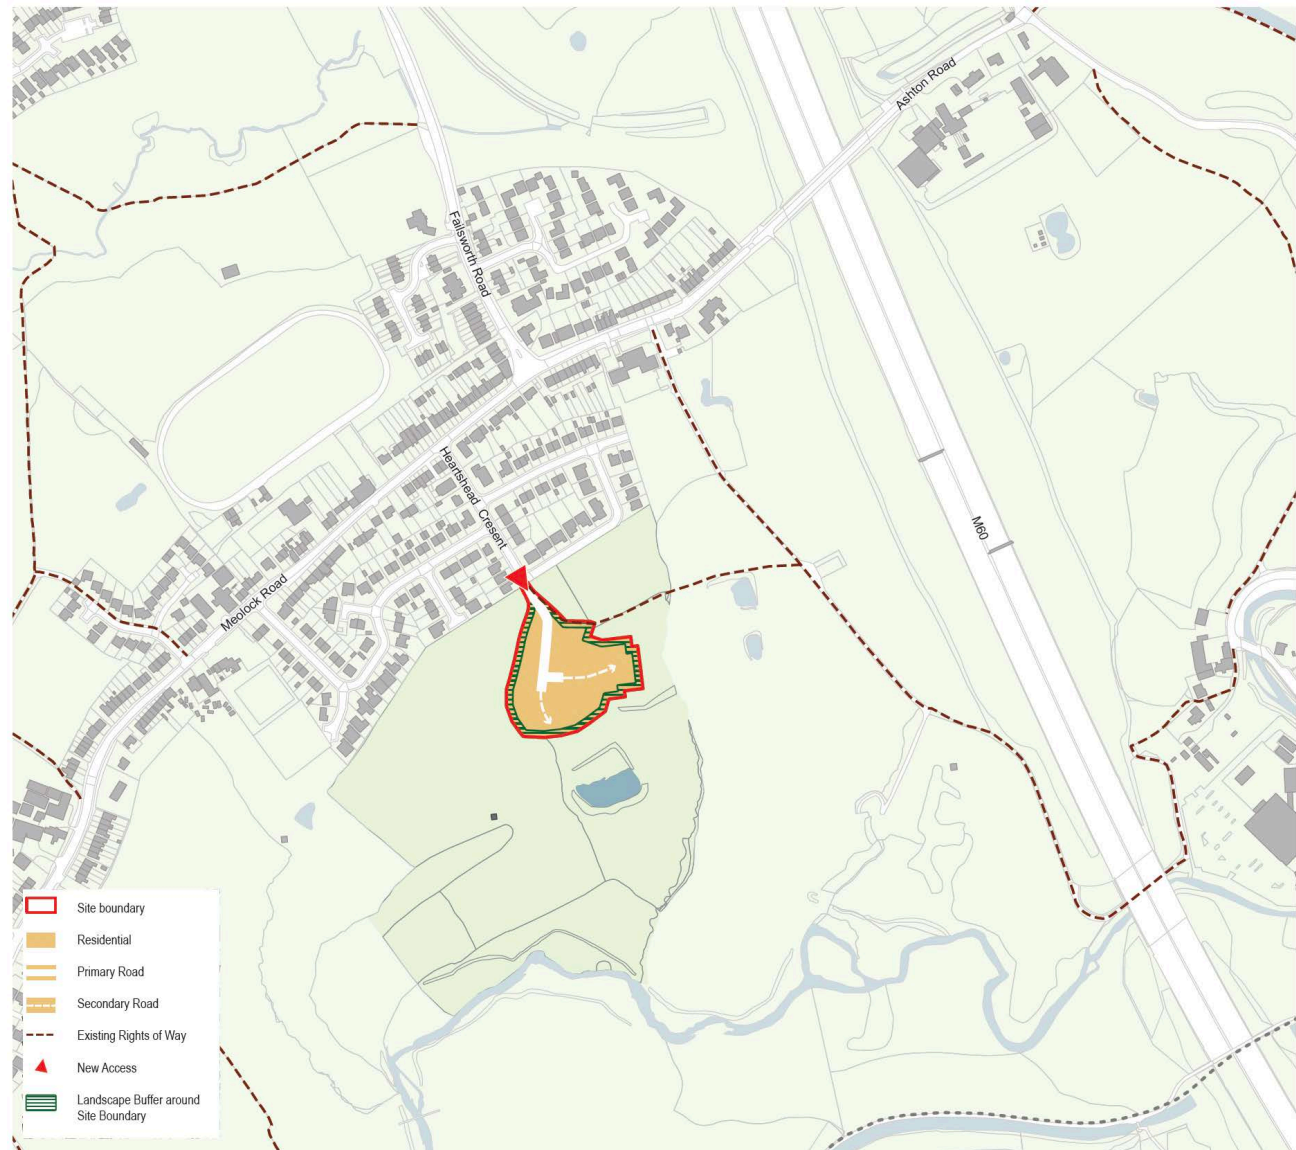 Ashton Road
Failsworth Road
Heartshead Cresent
M60
Meolock Road
Site boundary
Residential
Primary Road
Secondary Road
Existing Rights of Way
New Access
Landscape Buffer around
Site Boundary